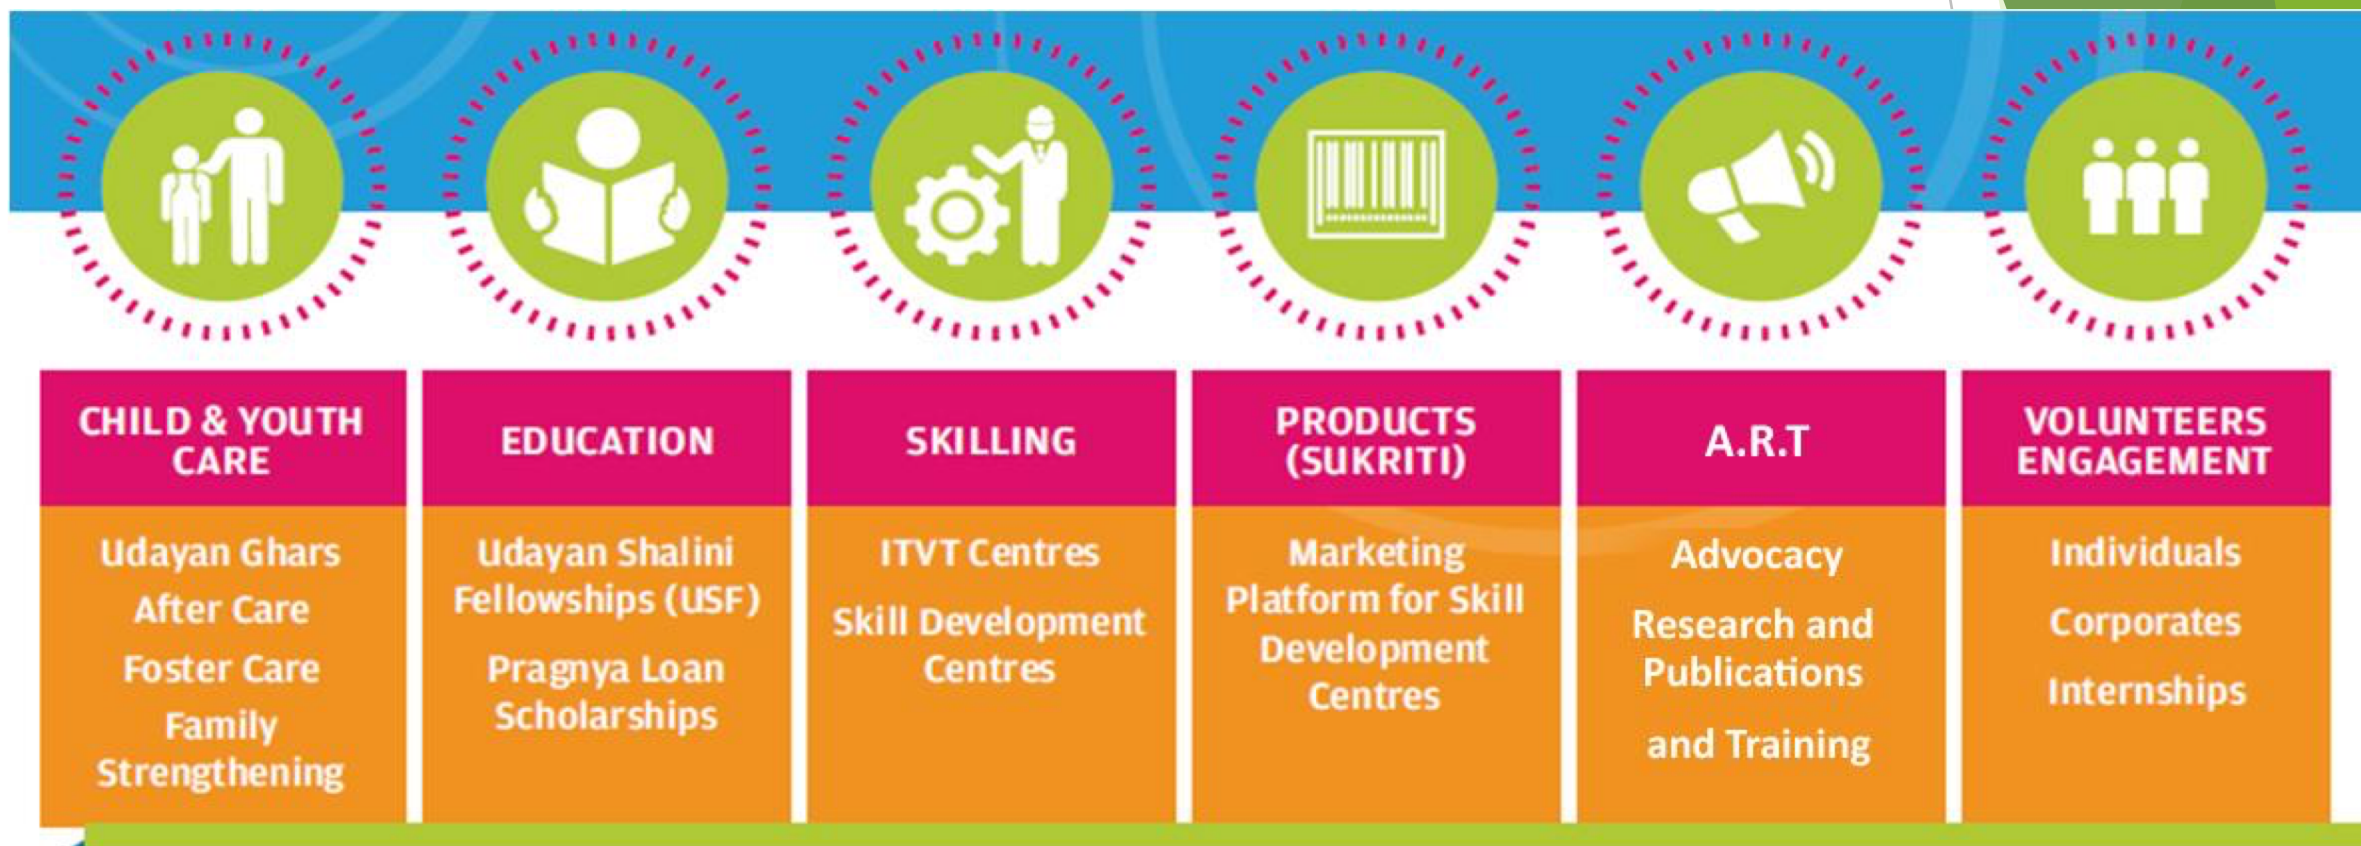 CHILD & YOUTH
CARE
Udayan Ghars
After Care
Foster Care
Family
Strengthening
EDUCATION
Udayan Shalini
Fellowships (USF)
Pragnya Loan
Scholarships
SKILLING
ITVT Centres
Skill Development
Centres
PRODUCTS
(SUKRITI)
Marketing
Platform for Skill
Development
Centres
A.R.T
Advocacy
Research and
Publications
and Training
VOLUNTEERS
ENGAGEMENT
Individuals
Corporates
Internships